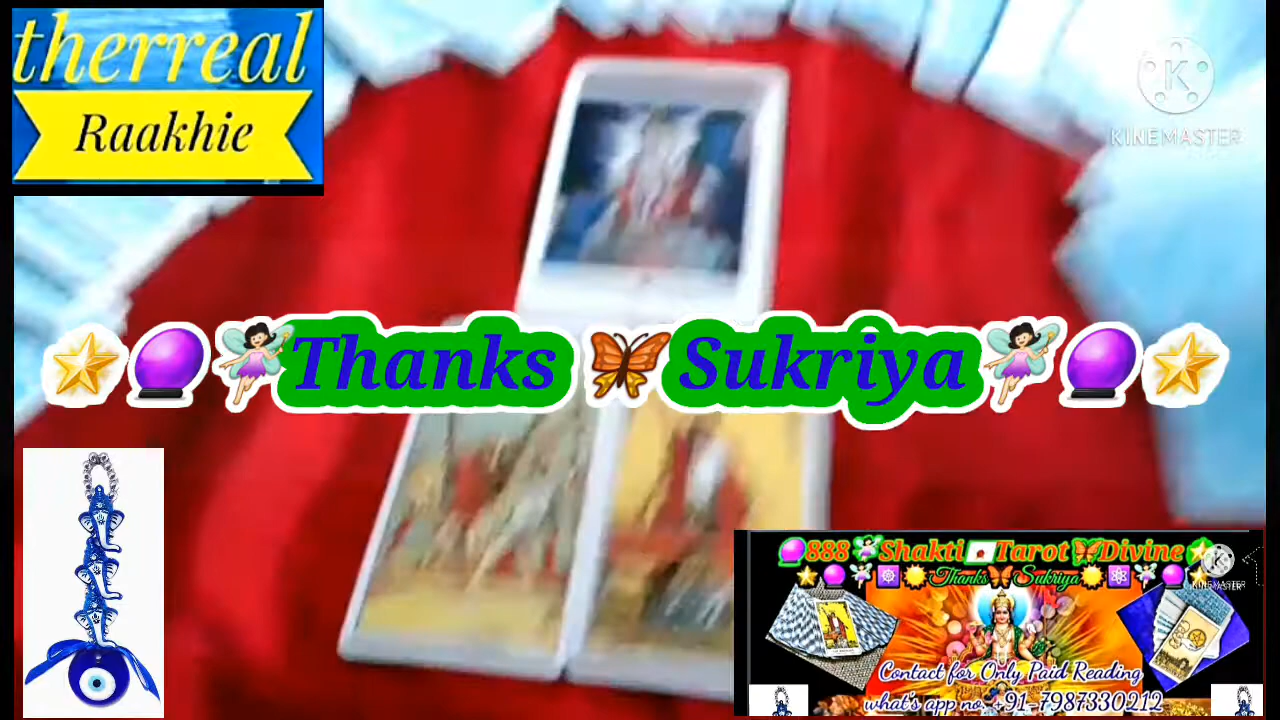 therreal
Raakhie
K
KINEMASTER
Thanks Sukriya
888 Shakti Tarot Divine
Thanks Sukriya
KINEMASTER
Contact for Only Paid Reading
what's app no. +91-7987330212